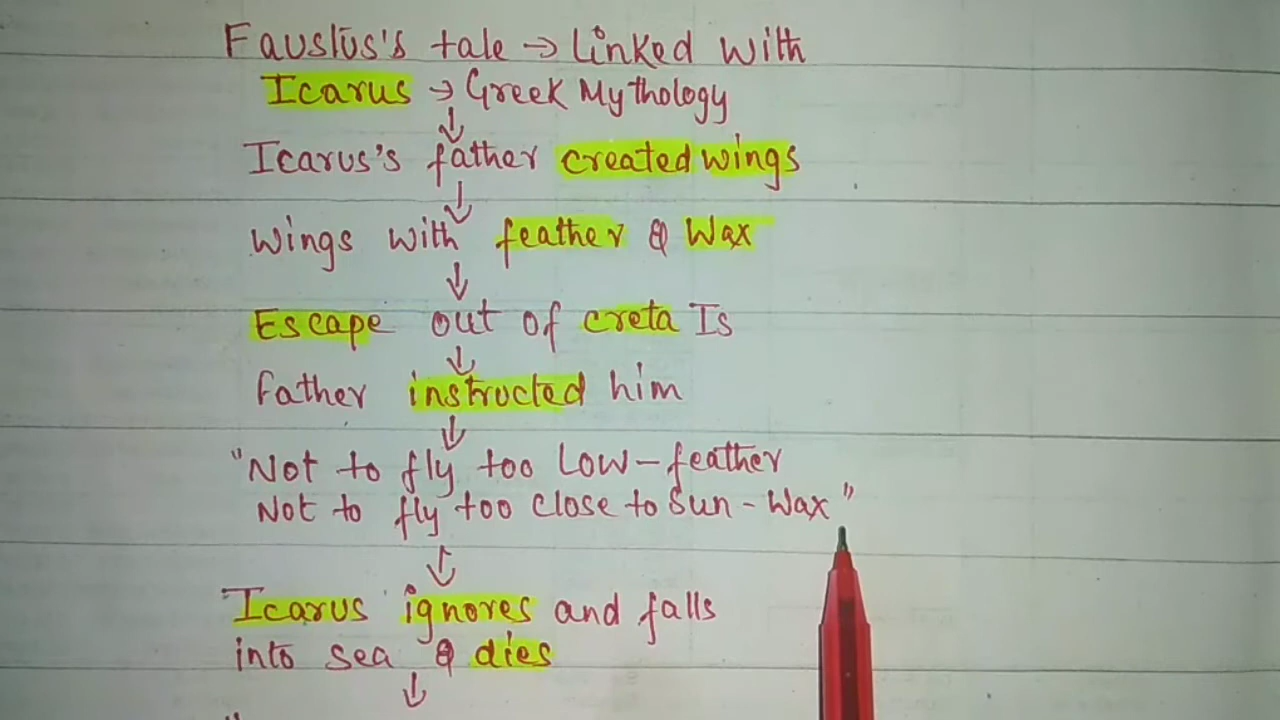 Faustus's tale → Linked with
Icarus → Greek Mythology
↓
Icarus's father created wings
↓
Wings with feather & Wax
↓
Escape out of creta Is
↓
Father instructed him
↓
"Not to fly too Low - feather
Not to fly too close to Sun - Wax"
↓
Icarus ignores and falls
into sea & dies
↓
"